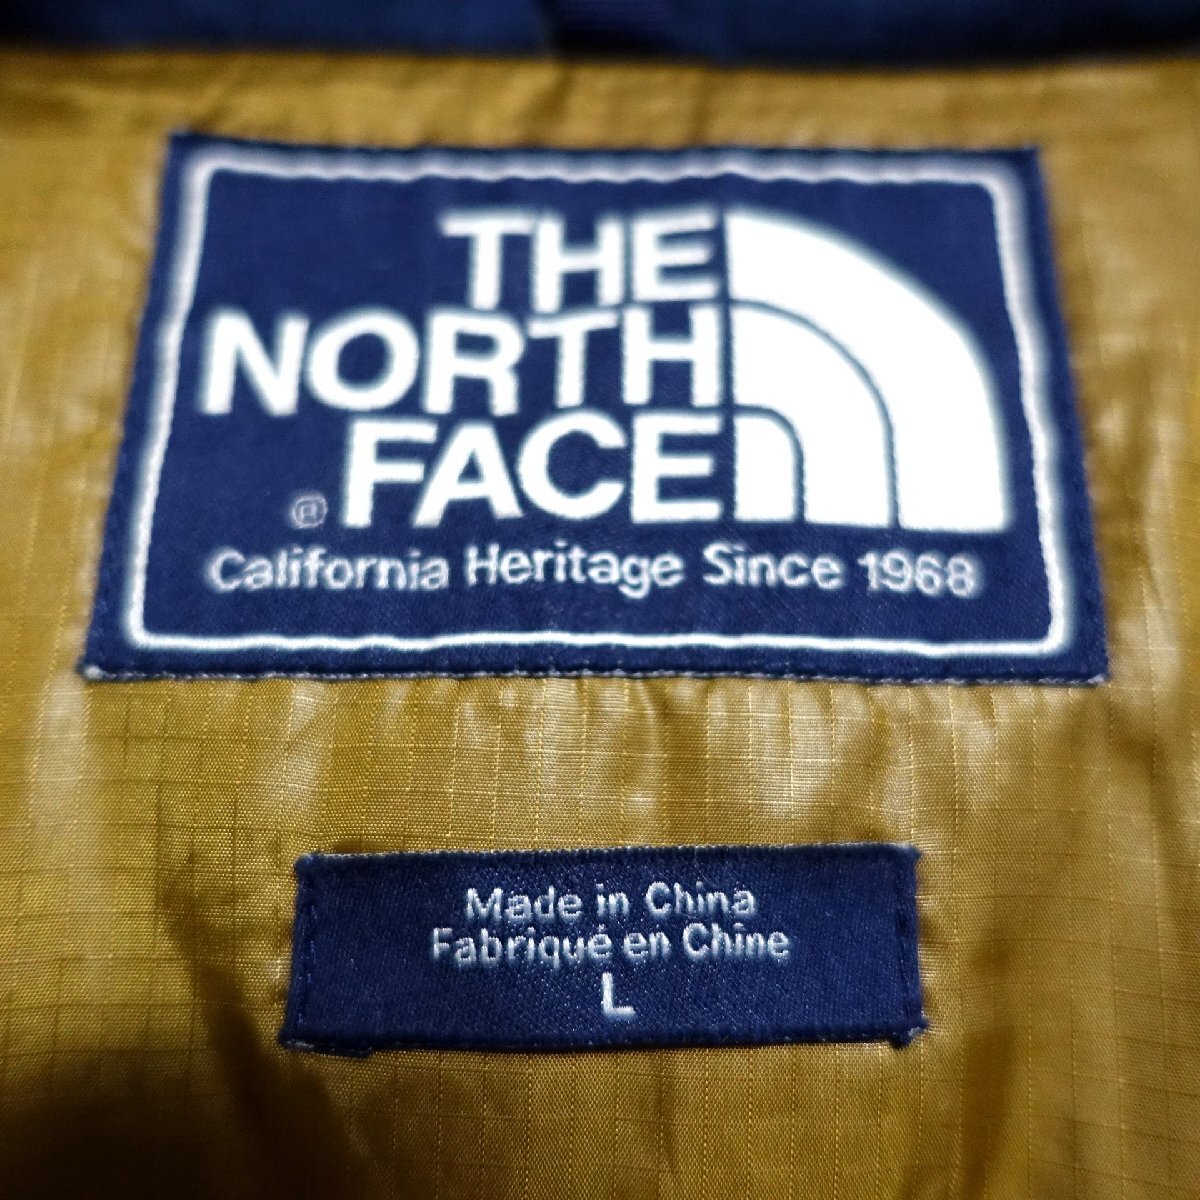 THE
NORTH
® FACE
California Heritage Since 1968
Made in China
Fabriqué en Chine
L